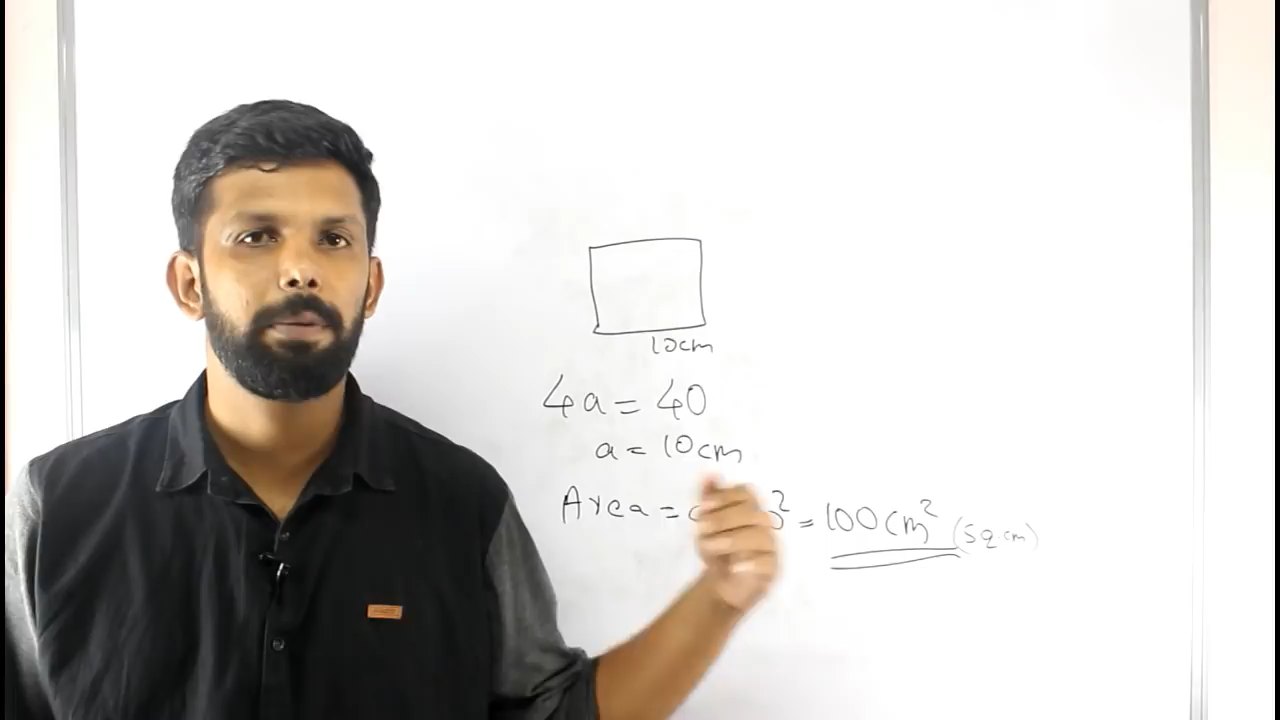 10cm
4a = 40
a = 10cm
Area = = 100cm² (sq.cm)